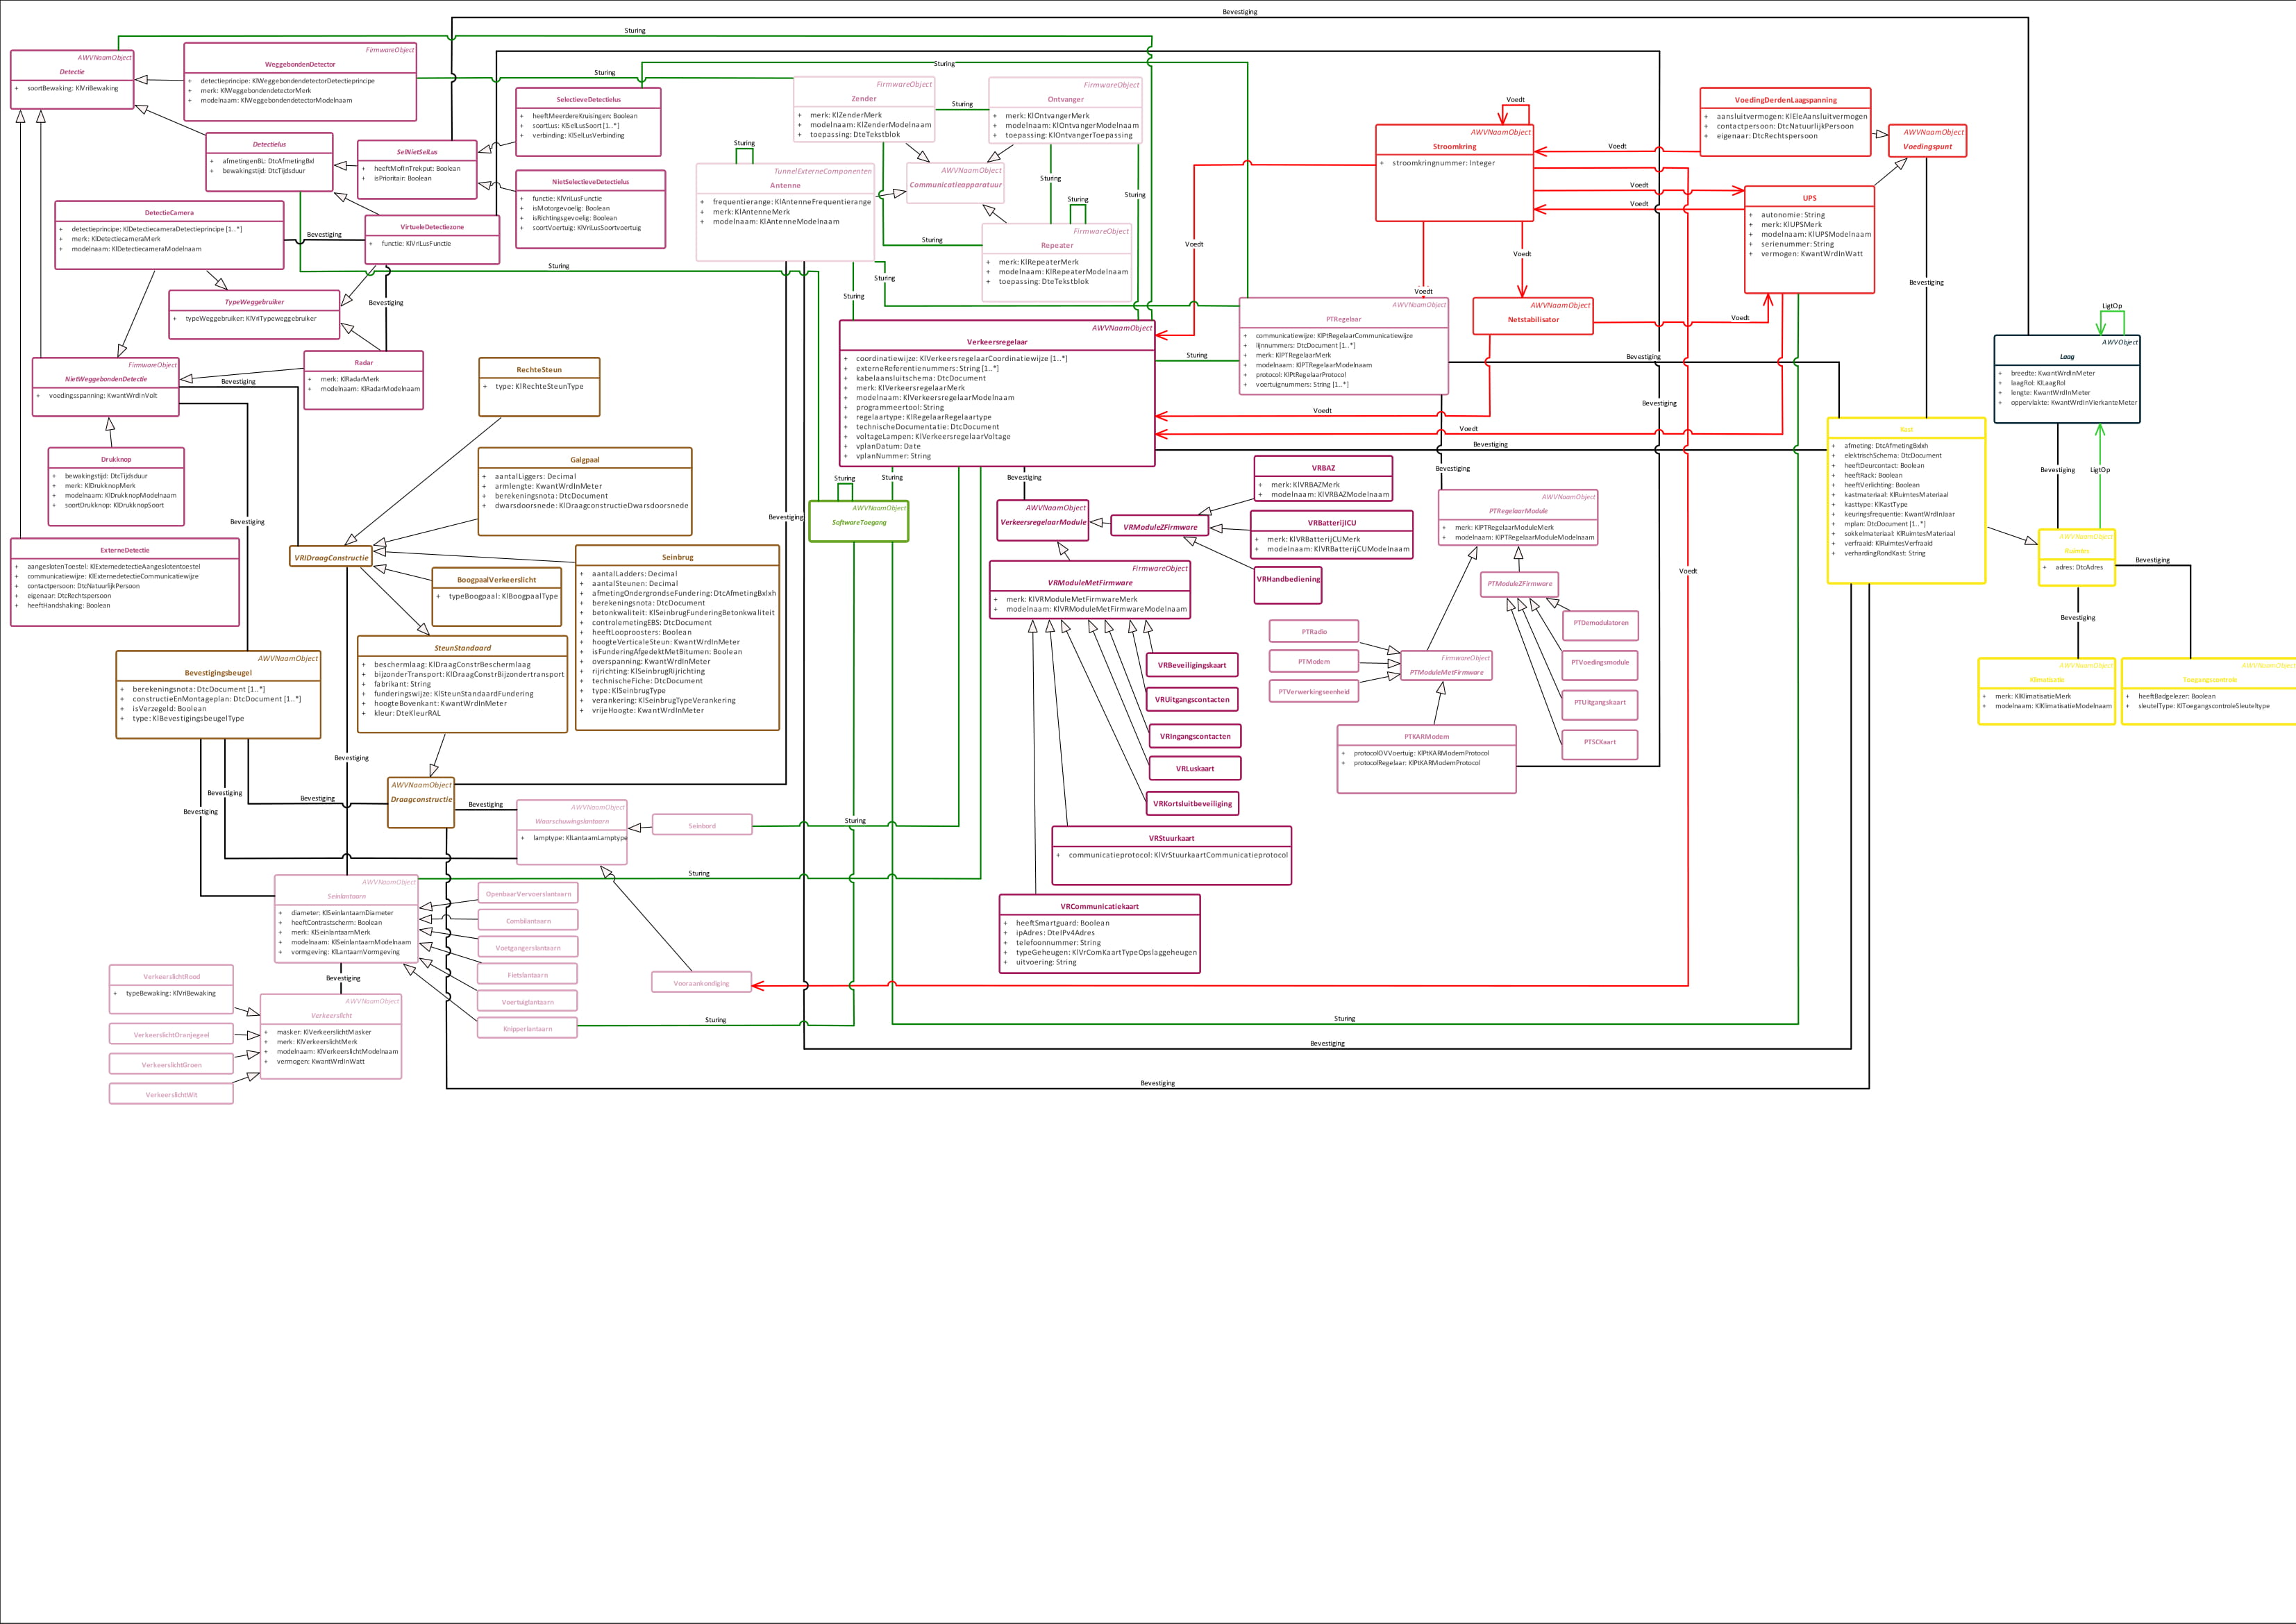 Bevestiging
Sturing
AWVNaamObject
Detectie
+ soortBewaking: KlVriBewaking
FirmwareObject
WeggebondenDetector
+ detectieprincipe: KlWeggebondendetectorDetectieprincipe
+ merk: KlWeggebondendetectorMerk
+ modelnaam: KlWeggebondendetectorModelnaam
Sturing
Sturing
SelectieveDetectielus
+ heeftMeerdereKruisingen: Boolean
+ soortLus: KlSelLusSoort [1..*]
+ verbinding: KlSelLusVerbinding
FirmwareObject
Zender
+ merk: KlZenderMerk
+ modelnaam: KlZenderModelnaam
+ toepassing: DteTekstblok
Sturing
FirmwareObject
Ontvanger
+ merk: KlOntvangerMerk
+ modelnaam: KlOntvangerModelnaam
+ toepassing: KlOntvangerToepassing
Voedt
AWVNaamObject
Stroomkring
+ stroomkringnummer: Integer
Voedt
VoedingDerdenLaagspanning
+ aansluitvermogen: KlEleAansluitvermogen
+ contactpersoon: DtcNatuurlijkPersoon
+ eigenaar: DtcRechtspersoon
AWVNaamObject
Voedingspunt
Detectielus
+ afmetingenBL: DtcAfmetingBxl
+ bewakingstijd: DtcTijdsduur
SelNietSelLus
+ heeftMofInTrekput: Boolean
+ isPrioritair: Boolean
NietSelectieveDetectielus
+ functie: KlVriLusFunctie
+ isMotorgevoelig: Boolean
+ isRichtingsgevoelig: Boolean
+ soortVoertuig: KlVriLusSoortvoertuig
Sturing
TunnelExterneComponenten
Antenne
+ frequentierange: KlAntenneFrequentierange
+ merk: KlAntenneMerk
+ modelnaam: KlAntenneModelnaam
AWVNaamObject
Communicatieapparatuur
Sturing
Sturing
Sturing
Sturing
FirmwareObject
Repeater
+ merk: KlRepeaterMerk
+ modelnaam: KlRepeaterModelnaam
+ toepassing: DteTekstblok
Voedt
Voedt
Voedt
Voedt
Voedt
UPS
+ autonomie: String
+ merk: KlUPSMerk
+ modelnaam: KlUPSModelnaam
+ serienummer: String
+ vermogen: KwantWrdInWatt
Bevestiging
DetectieCamera
+ detectieprincipe: KlDetectiecameraDetectieprincipe [1..*]
+ merk: KlDetectiecameraMerk
+ modelnaam: KlDetectiecameraModelnaam
Bevestiging
VirtueleDetectiezone
+ functie: KlVriLusFunctie
Sturing
Sturing
Sturing
TypeWeggebruiker
+ typeWeggebruiker: KlVriTypeweggebruiker
Bevestiging
Voedt
AWVNaamObject
Netstabilisator
Voedt
LigtOp
AWVObject
Laag
+ breedte: KwantWrdInMeter
+ laagRol: KlLaagRol
+ lengte: KwantWrdInMeter
+ oppervlakte: KwantWrdInVierkanteMeter
AWVNaamObject
Verkeersregelaar
+ coordinatiewijze: KlVerkeersregelaarCoordinatiewijze [1..*]
+ externeReferentienummers: String [1..*]
+ kabelaansluitschema: DtcDocument
+ merk: KlVerkeersregelaarMerk
+ modelnaam: KlVerkeersregelaarModelnaam
+ programmeertool: String
+ regelaartype: KlRegelaarRegelaartype
+ technischeDocumentatie: DtcDocument
+ voltageLampen: KlVerkeersregelaarVoltage
+ vplanDatum: Date
+ vplanNummer: String
Sturing
AWVNaamObject
PTRegelaar
+ communicatiewijze: KlPtRegelaarCommunicatiewijze
+ lijnnummers: DtcDocument [1..*]
+ merk: KlPTRegelaarMerk
+ modelnaam: KlPTRegelaarModelnaam
+ protocol: KlPtRegelaarProtocol
+ voertuignummers: String [1..*]
Bevestiging
Bevestiging
Voedt
Voedt
Bevestiging
FirmwareObject
NietWeggebondenDetectie
+ voedingsspanning: KwantWrdInVolt
Bevestiging
Radar
+ merk: KlRadarMerk
+ modelnaam: KlRadarModelnaam
RechteSteun
+ type: KlRechteSteunType
Drukknop
+ bewakingstijd: DtcTijdsduur
+ merk: KlDrukknopMerk
+ modelnaam: KlDrukknopModelnaam
+ soortDrukknop: KlDrukknopSoort
Galgpaal
+ aantalLiggers: Decimal
+ armlengte: KwantWrdInMeter
+ berekeningsnota: DtcDocument
+ dwarsdoorsnede: KlDraagconstructieDwarsdoorsnede
Bevestiging
Bevestiging
Sturing
Sturing
AWVNaamObject
SoftwareToegang
Bevestiging
AWVNaamObject
VerkeersregelaarModule
VRModuleZFirmware
VRBAZ
+ merk: KlVRBAZMerk
+ modelnaam: KlVRBAZModelnaam
VRBatterijICU
+ merk: KlVRBatterijCUMerk
+ modelnaam: KlVRBatterijCUModelnaam
VRHandbediening
Bevestiging
AWVNaamObject
PTRegelaarModule
+ merk: KlPTRegelaarModuleMerk
+ modelnaam: KlPTRegelaarModuleModelnaam
Kast
+ afmeting: DtcAfmetingBxlxh
+ elektrischSchema: DtcDocument
+ heeftDeurcontact: Boolean
+ heeftRack: Boolean
+ heeftVerlichting: Boolean
+ kastmateriaal: KlRuimtesMateriaal
+ kasttype: KlKastType
+ keuringsfrequentie: KwantWrdInJaar
+ mplan: DtcDocument [1..*]
+ sokkelmateriaal: KlRuimtesMateriaal
+ verfraaid: KlRuimtesVerfraaid
+ verhardingRondKast: String
Bevestiging
LigtOp
AWVNaamObject
Ruimtes
+ adres: DtcAdres
Bevestiging
Bevestiging
AWVNaamObject
Klimatisatie
+ merk: KlKlimatisatieMerk
+ modelnaam: KlKlimatisatieModelnaam
AWVNaamObject
Toegangscontrole
+ heeftBadgelezer: Boolean
+ sleutelType: KlToegangscontroleSleuteltype
ExterneDetectie
+ aangeslotenToestel: KlExternedetectieAangeslotentoestel
+ communicatiewijze: KlExternedetectieCommunicatiewijze
+ contactpersoon: DtcNatuurlijkPersoon
+ eigenaar: DtcRechtspersoon
+ heeftHandshaking: Boolean
VRIDraagConstructie
BoogpaalVerkeerslicht
+ typeBoogpaal: KlBoogpaalType
Seinbrug
+ aantalLadders: Decimal
+ aantalSteunen: Decimal
+ afmetingOndergrondseFundering: DtcAfmetingBxlxh
+ berekeningsnota: DtcDocument
+ betonkwaliteit: KlSeinbrugFunderingBetonkwaliteit
+ controlemetingEBS: DtcDocument
+ heeftLooproosters: Boolean
+ hoogteVerticaleSteun: KwantWrdInMeter
+ isFunderingAfgedektMetBitumen: Boolean
+ overspanning: KwantWrdInMeter
+ rijrichting: KlSeinbrugRijrichting
+ technischeFiche: DtcDocument
+ type: KlSeinbrugType
+ verankering: KlSeinbrugTypeVerankering
+ vrijeHoogte: KwantWrdInMeter
FirmwareObject
VRModuleMetFirmware
+ merk: KlVRModuleMetFirmwareMerk
+ modelnaam: KlVRModuleMetFirmwareModelnaam
Voedt
PTModuleZFirmware
PTDemodulatoren
PTVoedingsmodule
PTUitgangskaart
PTSCKaart
PTRadio
PTModem
PTVerwerkingseenheid
FirmwareObject
PTModuleMetFirmware
PTKARModem
+ protocolOVVoertuig: KlPtKARModemProtocol
+ protocolRegelaar: KlPtKARModemProtocol
AWVNaamObject
Bevestigingsbeugel
+ berekeningsnota: DtcDocument [1..*]
+ constructieEnMontageplan: DtcDocument [1..*]
+ isVerzegeld: Boolean
+ type: KlBevestigingsbeugelType
SteunStandaard
+ beschermlaag: KlDraagConstrBeschermlaag
+ bijzonderTransport: KlDraagConstrBijzondertransport
+ fabrikant: String
+ funderingswijze: KlSteunStandaardFundering
+ hoogteBovenkant: KwantWrdInMeter
+ kleur: DteKleurRAL
VRBeveiligingskaart
VRUitgangscontacten
VRIngangscontacten
VRLuskaart
VRKortsluitbeveiliging
VRStuurkaart
+ communicatieprotocol: KlVrStuurkaartCommunicatieprotocol
VRCommunicatiekaart
+ heeftSmartguard: Boolean
+ ipAdres: DteIPv4Adres
+ telefoonnummer: String
+ typeGeheugen: KlVrComKaartTypeOpslaggeheugen
+ uitvoering: String
Bevestiging
Bevestiging
Bevestiging
Bevestiging
AWVNaamObject
Draagconstructie
Bevestiging
AWVNaamObject
Waarschuwingslantaarn
+ lamptype: KlLantaarnLamptype
Seinbord
Sturing
Sturing
AWVNaamObject
Seinlantaarn
+ diameter: KlSeinlantaarnDiameter
+ heeftContrastscherm: Boolean
+ merk: KlSeinlantaarnMerk
+ modelnaam: KlSeinlantaarnModelnaam
+ vormgeving: KlLantaarnVormgeving
OpenbaarVervoerslantaarn
Combilantaarn
Voetgangerslantaarn
Fietslantaarn
Voertuiglantaarn
Knipperlantaarn
Vooraankondiging
Bevestiging
VerkeerslichtRood
+ typeBewaking: KlVriBewaking
VerkeerslichtOranjegeel
VerkeerslichtGroen
VerkeerslichtWit
AWVNaamObject
Verkeerslicht
+ masker: KlVerkeerslichtMasker
+ merk: KlVerkeerslichtMerk
+ modelnaam: KlVerkeerslichtModelnaam
+ vermogen: KwantWrdInWatt
Sturing
Sturing
Bevestiging
Bevestiging